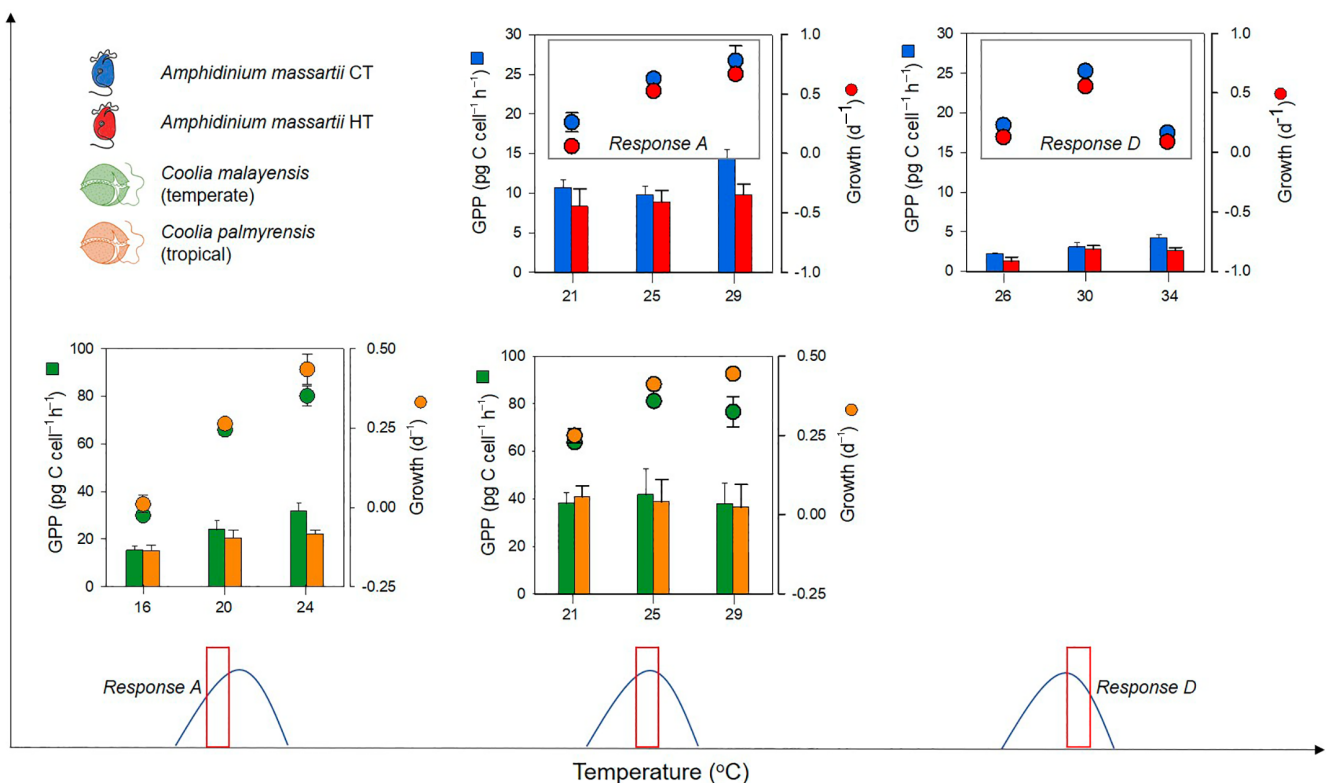 Amphidinium massartii CT
Amphidinium massartii HT
Coolia malayensis
(temperate)
Coolia palmyrensis
(tropical)
GPP (pg C cell⁻¹ h⁻¹)
30
25
20
15
10
5
0
Response A
21
25
29
1.0
0.5
0.0
-0.5
-1.0
Growth (d⁻¹)
GPP (pg C cell⁻¹ h⁻¹)
30
25
20
15
10
5
0
Response D
26
30
34
1.0
0.5
0.0
-0.5
-1.0
Growth (d⁻¹)
GPP (pg C cell⁻¹h⁻¹)
100
80
60
40
20
0
16
20
24
0.50
0.25
0.00
-0.25
Growth (d⁻¹)
GPP (pg C cell⁻¹h⁻¹)
100
80
60
40
20
0
21
25
29
0.50
0.25
0.00
-0.25
Growth (d⁻¹)
Response A
Response D
Temperature (ºC)